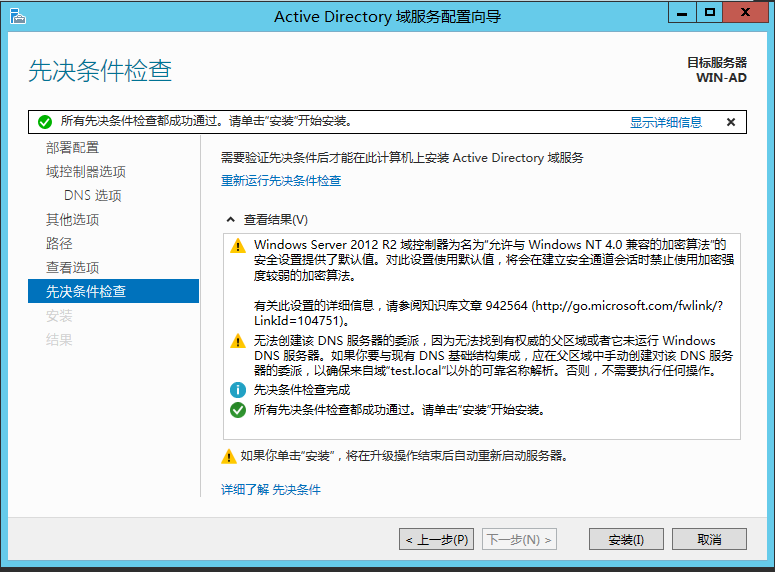 Active Directory 域服务配置向导
先决条件检查
目标服务器
WIN-AD
所有先决条件检查都成功通过。请单击"安装"开始安装。
显示详细信息
部署配置
域控制器选项
DNS 选项
其他选项
路径
查看选项
先决条件检查
安装
结果
需要验证先决条件后才能在此计算机上安装 Active Directory 域服务
重新运行先决条件检查
查看结果(V)
Windows Server 2012 R2 域控制器为名为"允许与 Windows NT 4.0 兼容的加密算法"的
安全设置提供了默认值。对此设置使用默认值，将会在建立安全通道会话时禁止使用加密强
度较弱的加密算法。
有关此设置的详细信息，请参阅知识库文章 942564 (http://go.microsoft.com/fwlink/?
LinkId=104751)。
无法创建该 DNS 服务器的委派，因为无法找到有权威的父区域或者它未运行 Windows
DNS 服务器。如果你要与现有 DNS 基础结构集成，应在父区域中手动创建对该 DNS 服务
器的委派，以确保来自域"test.local"以外的可靠名称解析。否则，不需要执行任何操作。
先决条件检查完成
所有先决条件检查都成功通过。请单击"安装"开始安装。
如果你单击"安装"，将在升级操作结束后自动重新启动服务器。
详细了解 先决条件
< 上一步(P)
下一步(N) >
安装(I)
取消